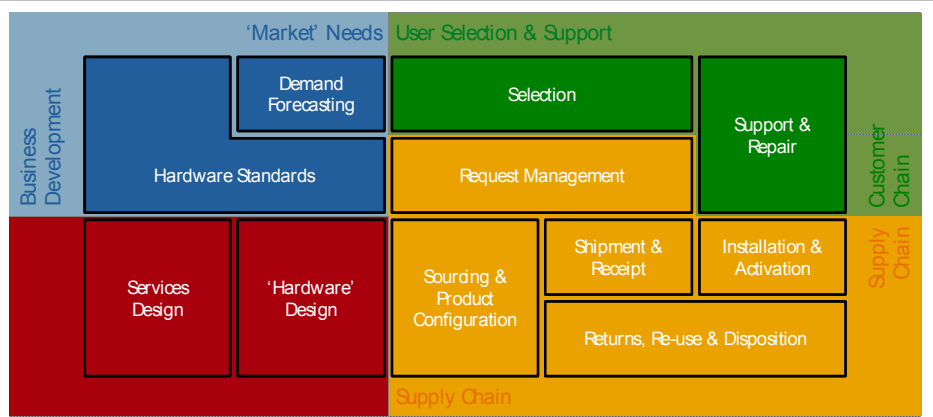 ‘Market’ Needs
User Selection & Support
Business
Development
Demand
Forecasting
Hardware Standards
Selection
Support &
Repair
Request Management
Customer
Chain
Services
Design
‘Hardware’
Design
Sourcing &
Product
Configuration
Shipment &
Receipt
Installation &
Activation
Returns, Re-use & Disposition
Supply
Chain
Supply Chain